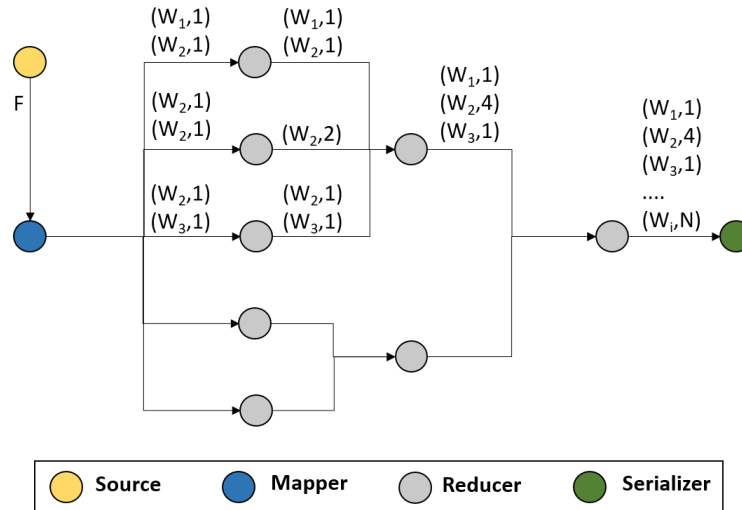 (W₁,1)
(W₂,1)
(W₁,1)
(W₂,1)
F
(W₂,1)
(W₂,1)
(W₂,2)
(W₁,1)
(W₂,4)
(W₃,1)
(W₁,1)
(W₂,4)
(W₃,1)
....
(Wᵢ,N)
(W₂,1)
(W₃,1)
(W₂,1)
(W₃,1)
Source
Mapper
Reducer
Serializer